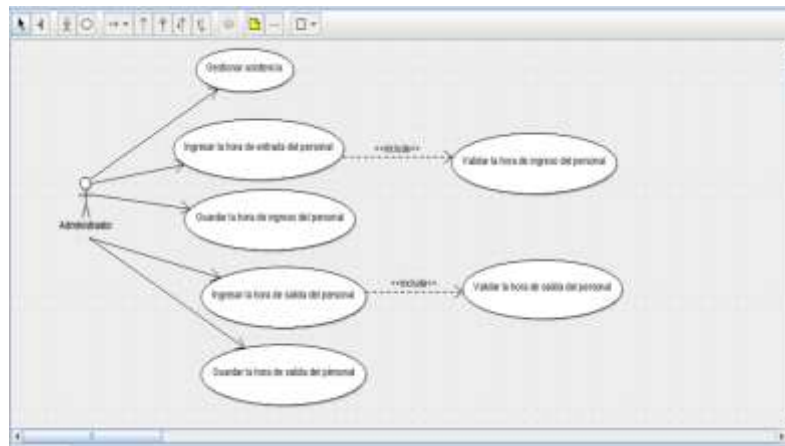 Gestionar asistencia
Ingresar la hora de entrada del personal
<<include>>
Validar la hora de ingreso del personal
Administrador
Guardar la hora de ingreso del personal
Ingresar la hora de salida del personal
<<include>>
Validar la hora de salida del personal
Guardar la hora de salida del personal